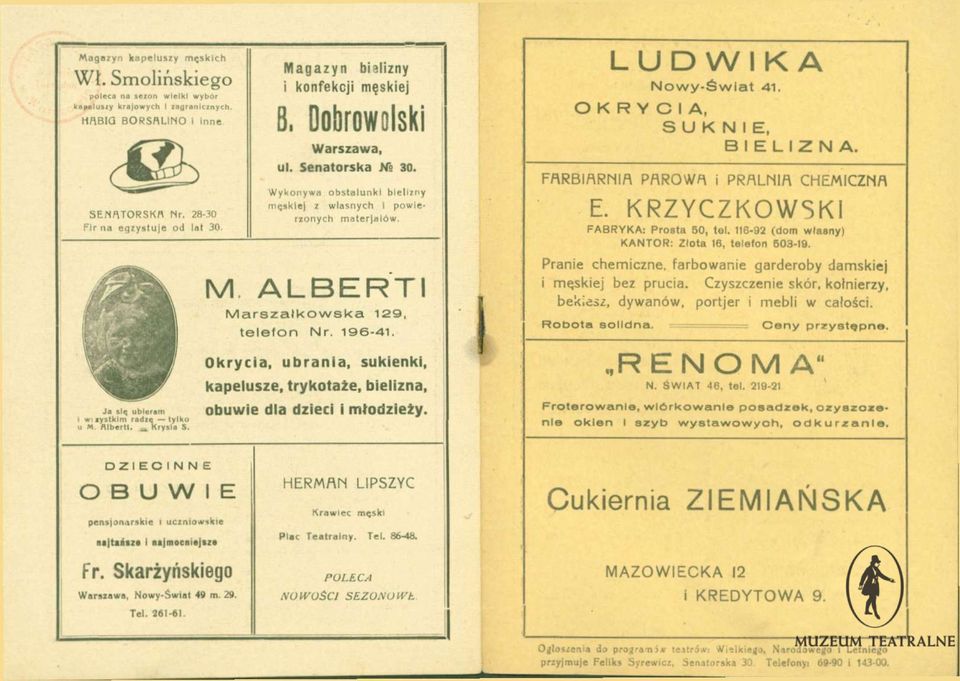 Magazyn kapeluszy męskich
Wł. Smolińskiego
poleca na sezon wielki wybór
kapeluszy krajowych i zagranicznych.
HABIG BORSALINO i inne.
SENATORSKA Nr. 28-30
Firna egzystuje od lat 30.
Magazyn bielizny
i konfekcji męskiej
B. Dobrowolski
Warszawa,
ul. Senatorska № 30.
Wykonywa obstalunki bielizny
męskiej z własnych i powie-
rzonych materjałów.
M. ALBERTI
Marszałkowska 129,
telefon Nr. 196-41.
Okrycia, ubrania, sukienki,
kapelusze, trykotaże, bielizna,
obuwie dla dzieci i młodzieży.
Ja się ubieram
i wszystkim radzę — tylko
u M. Alberti. Krysia S.
DZIECINNE
OBUWIE
pensjonarskie i uczniowskie
najtańsze i najmocniejsze
Fr. Skarżyńskiego
Warszawa, Nowy-Świat 49 m. 29.
Tel. 261-61.
HERMAN LIPSZYC
Krawiec męski
Plac Teatralny. Tel. 86-48.
POLECA
NOWOŚCI SEZONOWE.
LUDWIKA
Nowy-Świat 41.
OKRYCIA,
SUKNIE,
BIELIZNA.
FARBIARNIA PAROWA i PRALNIA CHEMICZNA
E. KRZYCZKOWSKI
FABRYKA: Prosta 50, tel. 116-92 (dom własny)
KANTOR: Złota 16, telefon 503-19.
Pranie chemiczne, farbowanie garderoby damskiej
i męskiej bez prucia. Czyszczenie skór, kołnierzy,
bekiesz, dywanów, portjer i mebli w całości.
Robota solidna. Ceny przystępne.
„RENOMA"
N. ŚWIAT 46, tel. 219-21
Froterowanie, wiórkowanie posadzek, czyszcze-
nie okien i szyb wystawowych, odkurzanie.
Cukiernia ZIEMIAŃSKA
MAZOWIECKA 12
i KREDYTOWA 9.
MUZEUM TEATRALNE
Ogłoszenia do programów teatrów: Wielkiego, Narodowego i Letniego
przyjmuje Feliks Syrewicz, Senatorska 30. Telefony: 69-90 i 143-00.